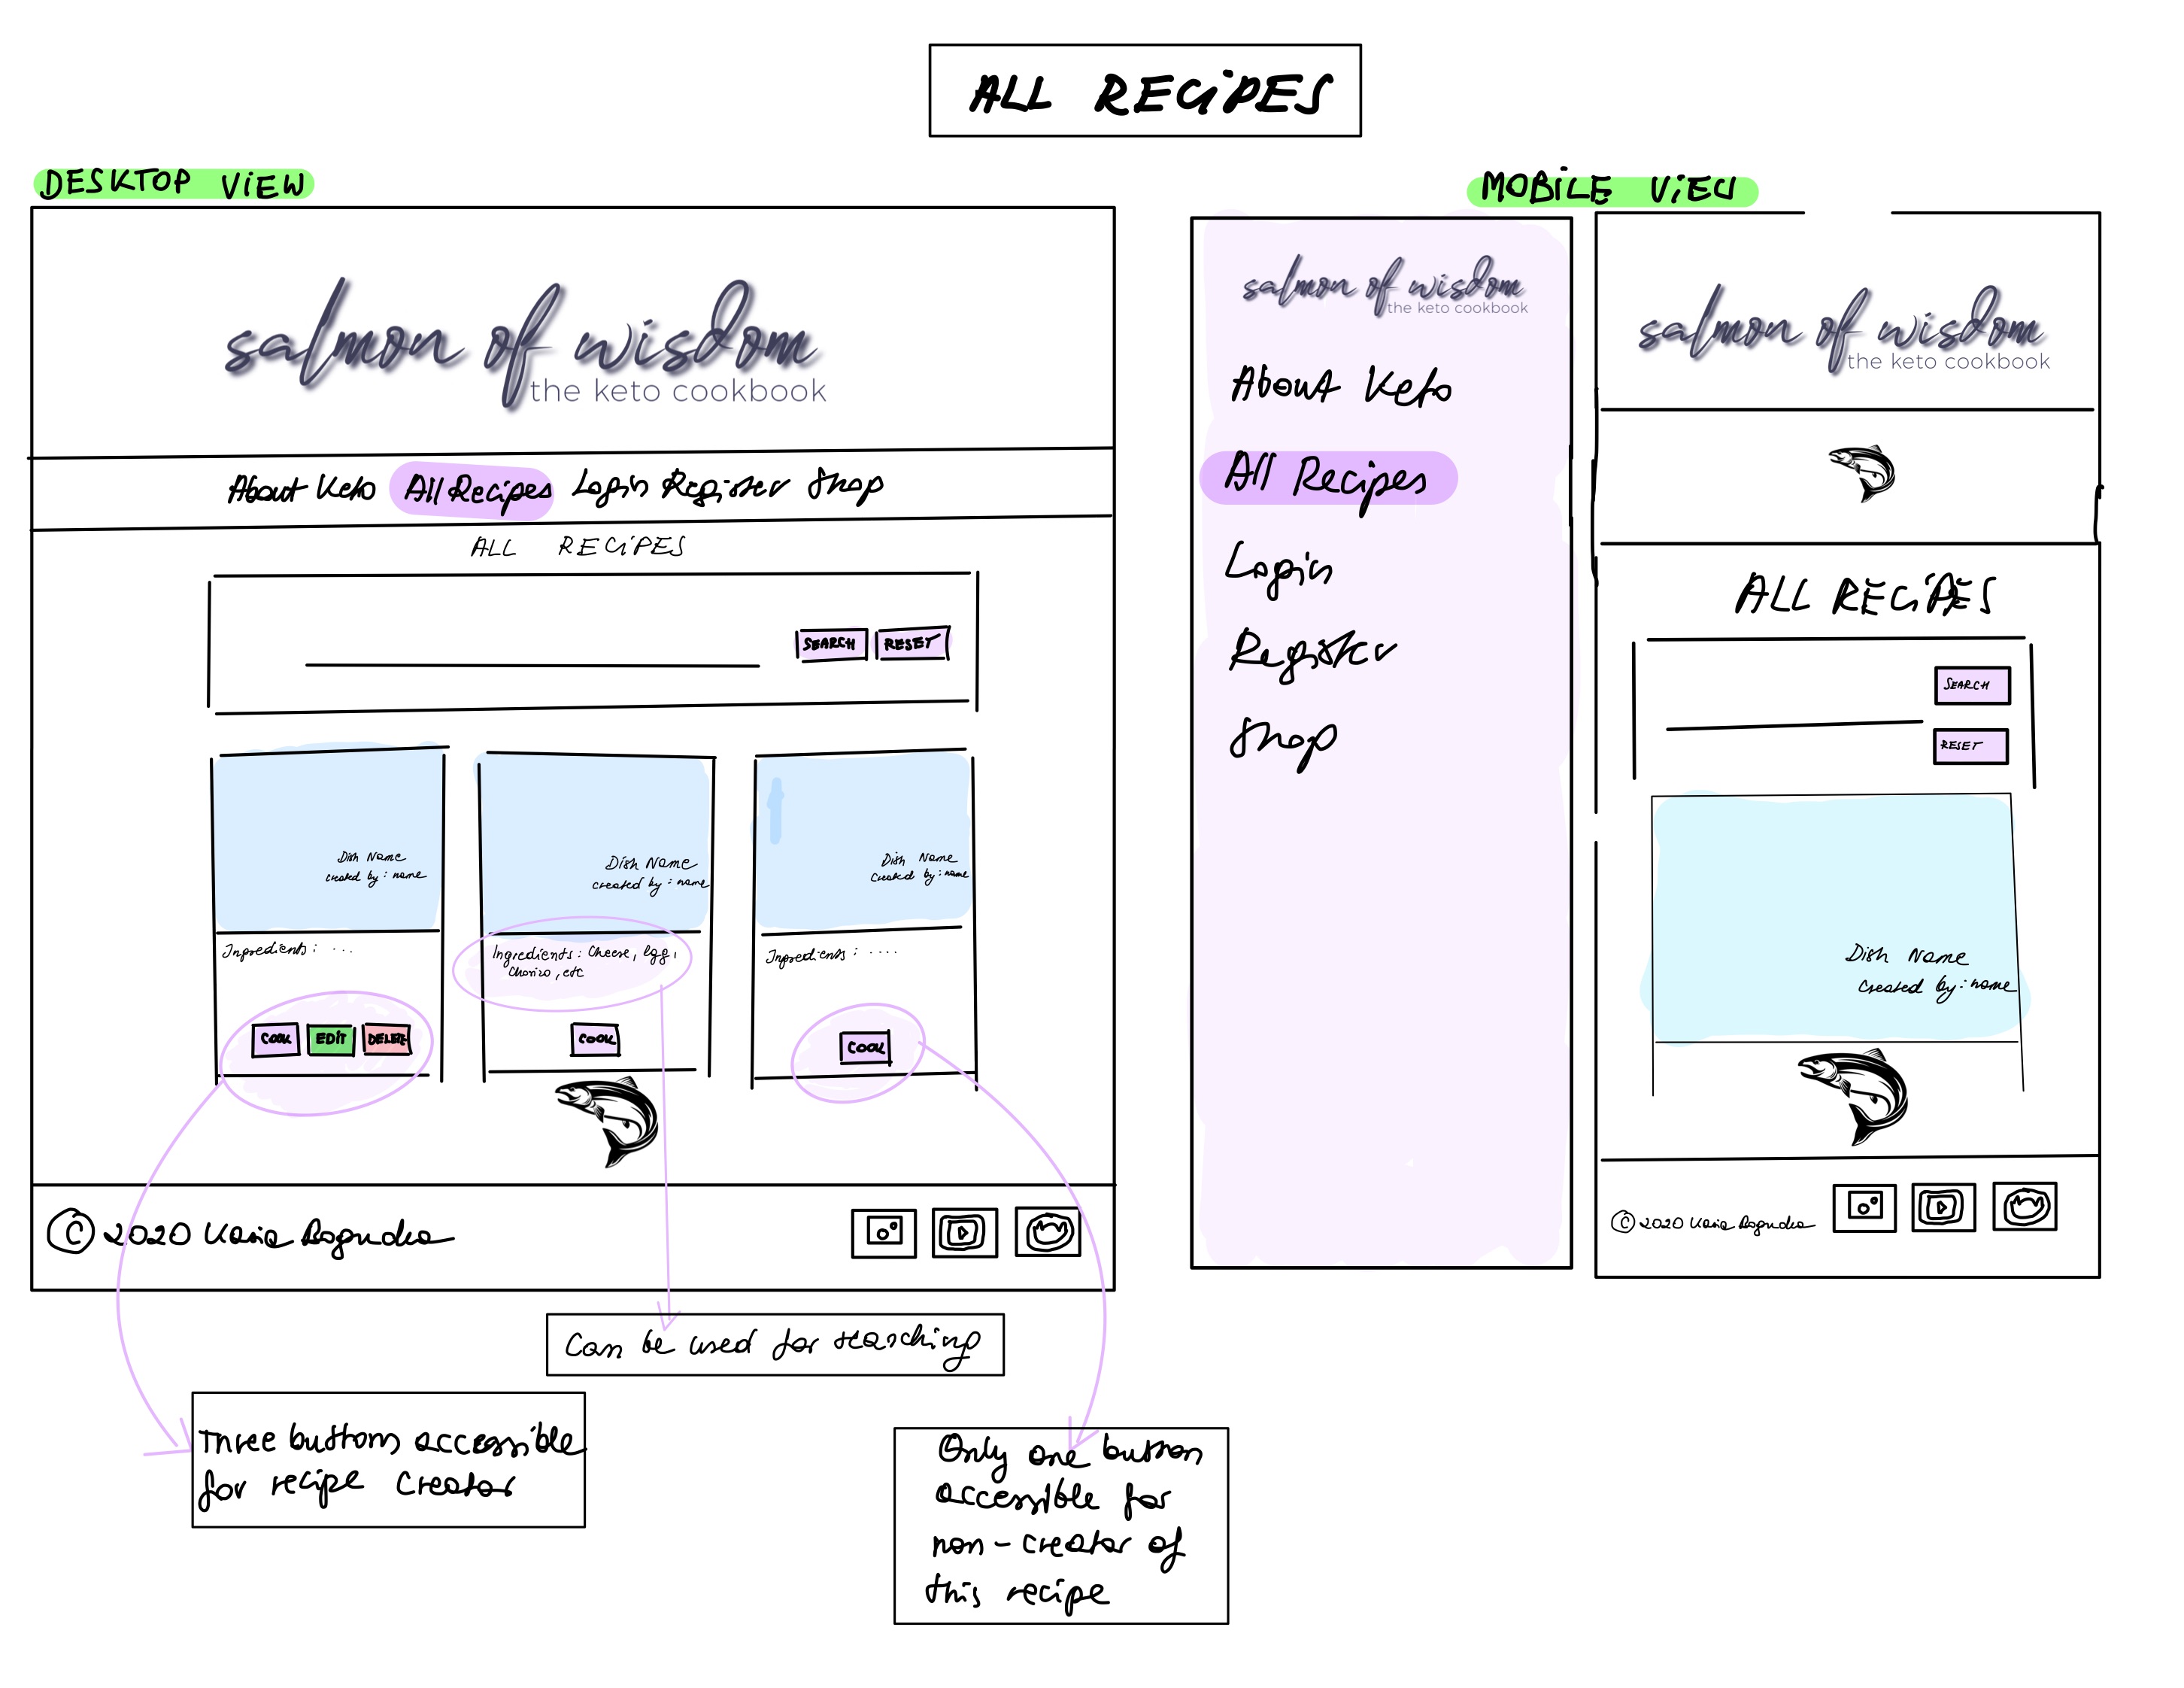 ALL RECIPES
DESKTOP VIEW
salmon of wisdom
the keto cookbook
About Keto All Recipes Login Register Shop
ALL RECIPES
SEARCH RESET
Dish Name
created by: name
Ingredients: ...
COOK EDIT DELETE
Dish Name
created by: name
Ingredients: Cheese, Egg,
Chorizo, etc
COOK
Dish Name
Created by: name
Ingredients: ....
COOK
© 2020 Kasia
Can be used for searching
Three buttons accessible
for recipe creator
Only one button
accessible for
non-creator of
this recipe
MOBILE VIEW
salmon of wisdom
the keto cookbook
About Keto
All Recipes
Login
Register
Shop
salmon of wisdom
the keto cookbook
ALL RECIPES
SEARCH
RESET
Dish Name
created by: name
© 2020 Kasia